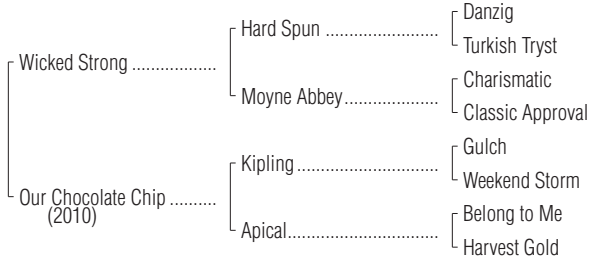 Danzig
Hard Spun ........................
Turkish Tryst
Wicked Strong ..................
Charismatic
Moyne Abbey....................
Classic Approval
Gulch
Kipling..............................
Weekend Storm
Our Chocolate Chip ..........
(2010)
Belong to Me
Apical................................
Harvest Gold